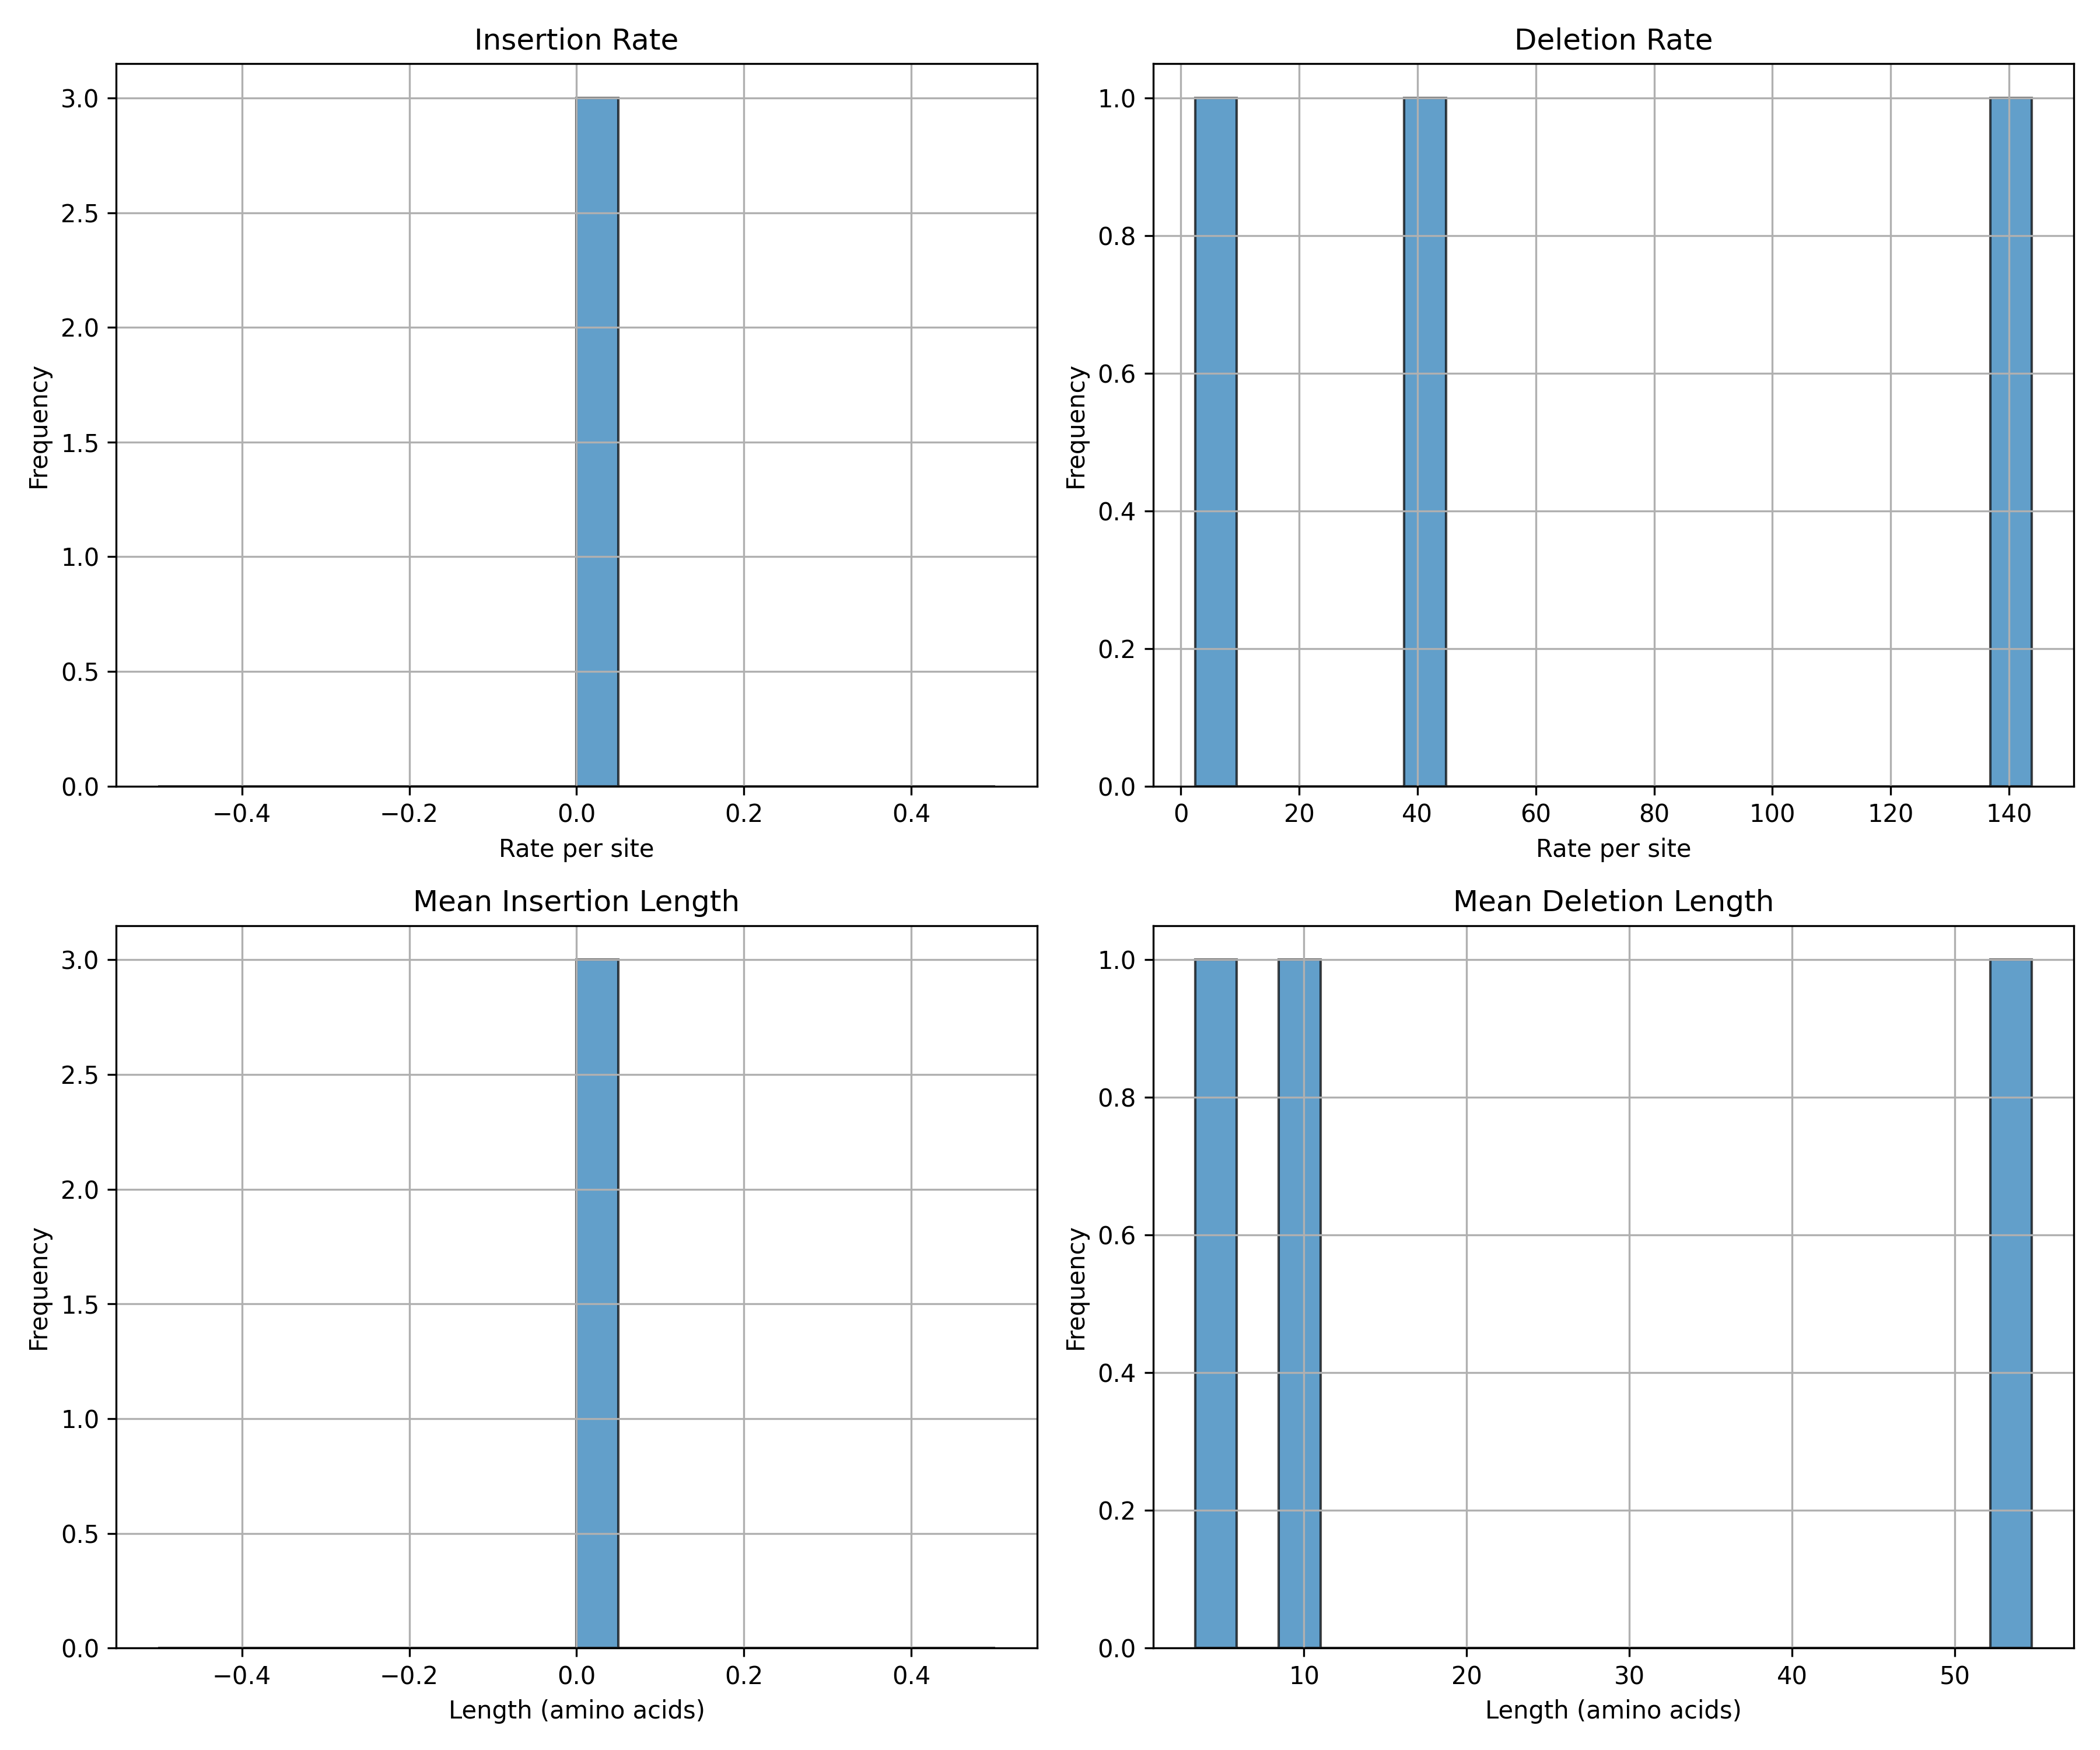 Insertion Rate
3.0
2.5
2.0
1.5
1.0
0.5
0.0
Frequency
−0.4 −0.2 0.0 0.2 0.4
Rate per site
Deletion Rate
1.0
0.8
0.6
0.4
0.2
0.0
Frequency
0 20 40 60 80 100 120 140
Rate per site
Mean Insertion Length
3.0
2.5
2.0
1.5
1.0
0.5
0.0
Frequency
−0.4 −0.2 0.0 0.2 0.4
Length (amino acids)
Mean Deletion Length
1.0
0.8
0.6
0.4
0.2
0.0
Frequency
10 20 30 40 50
Length (amino acids)